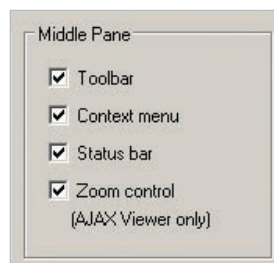 Middle Pane
Toolbar
Context menu
Status bar
Zoom control
(AJAX Viewer only)